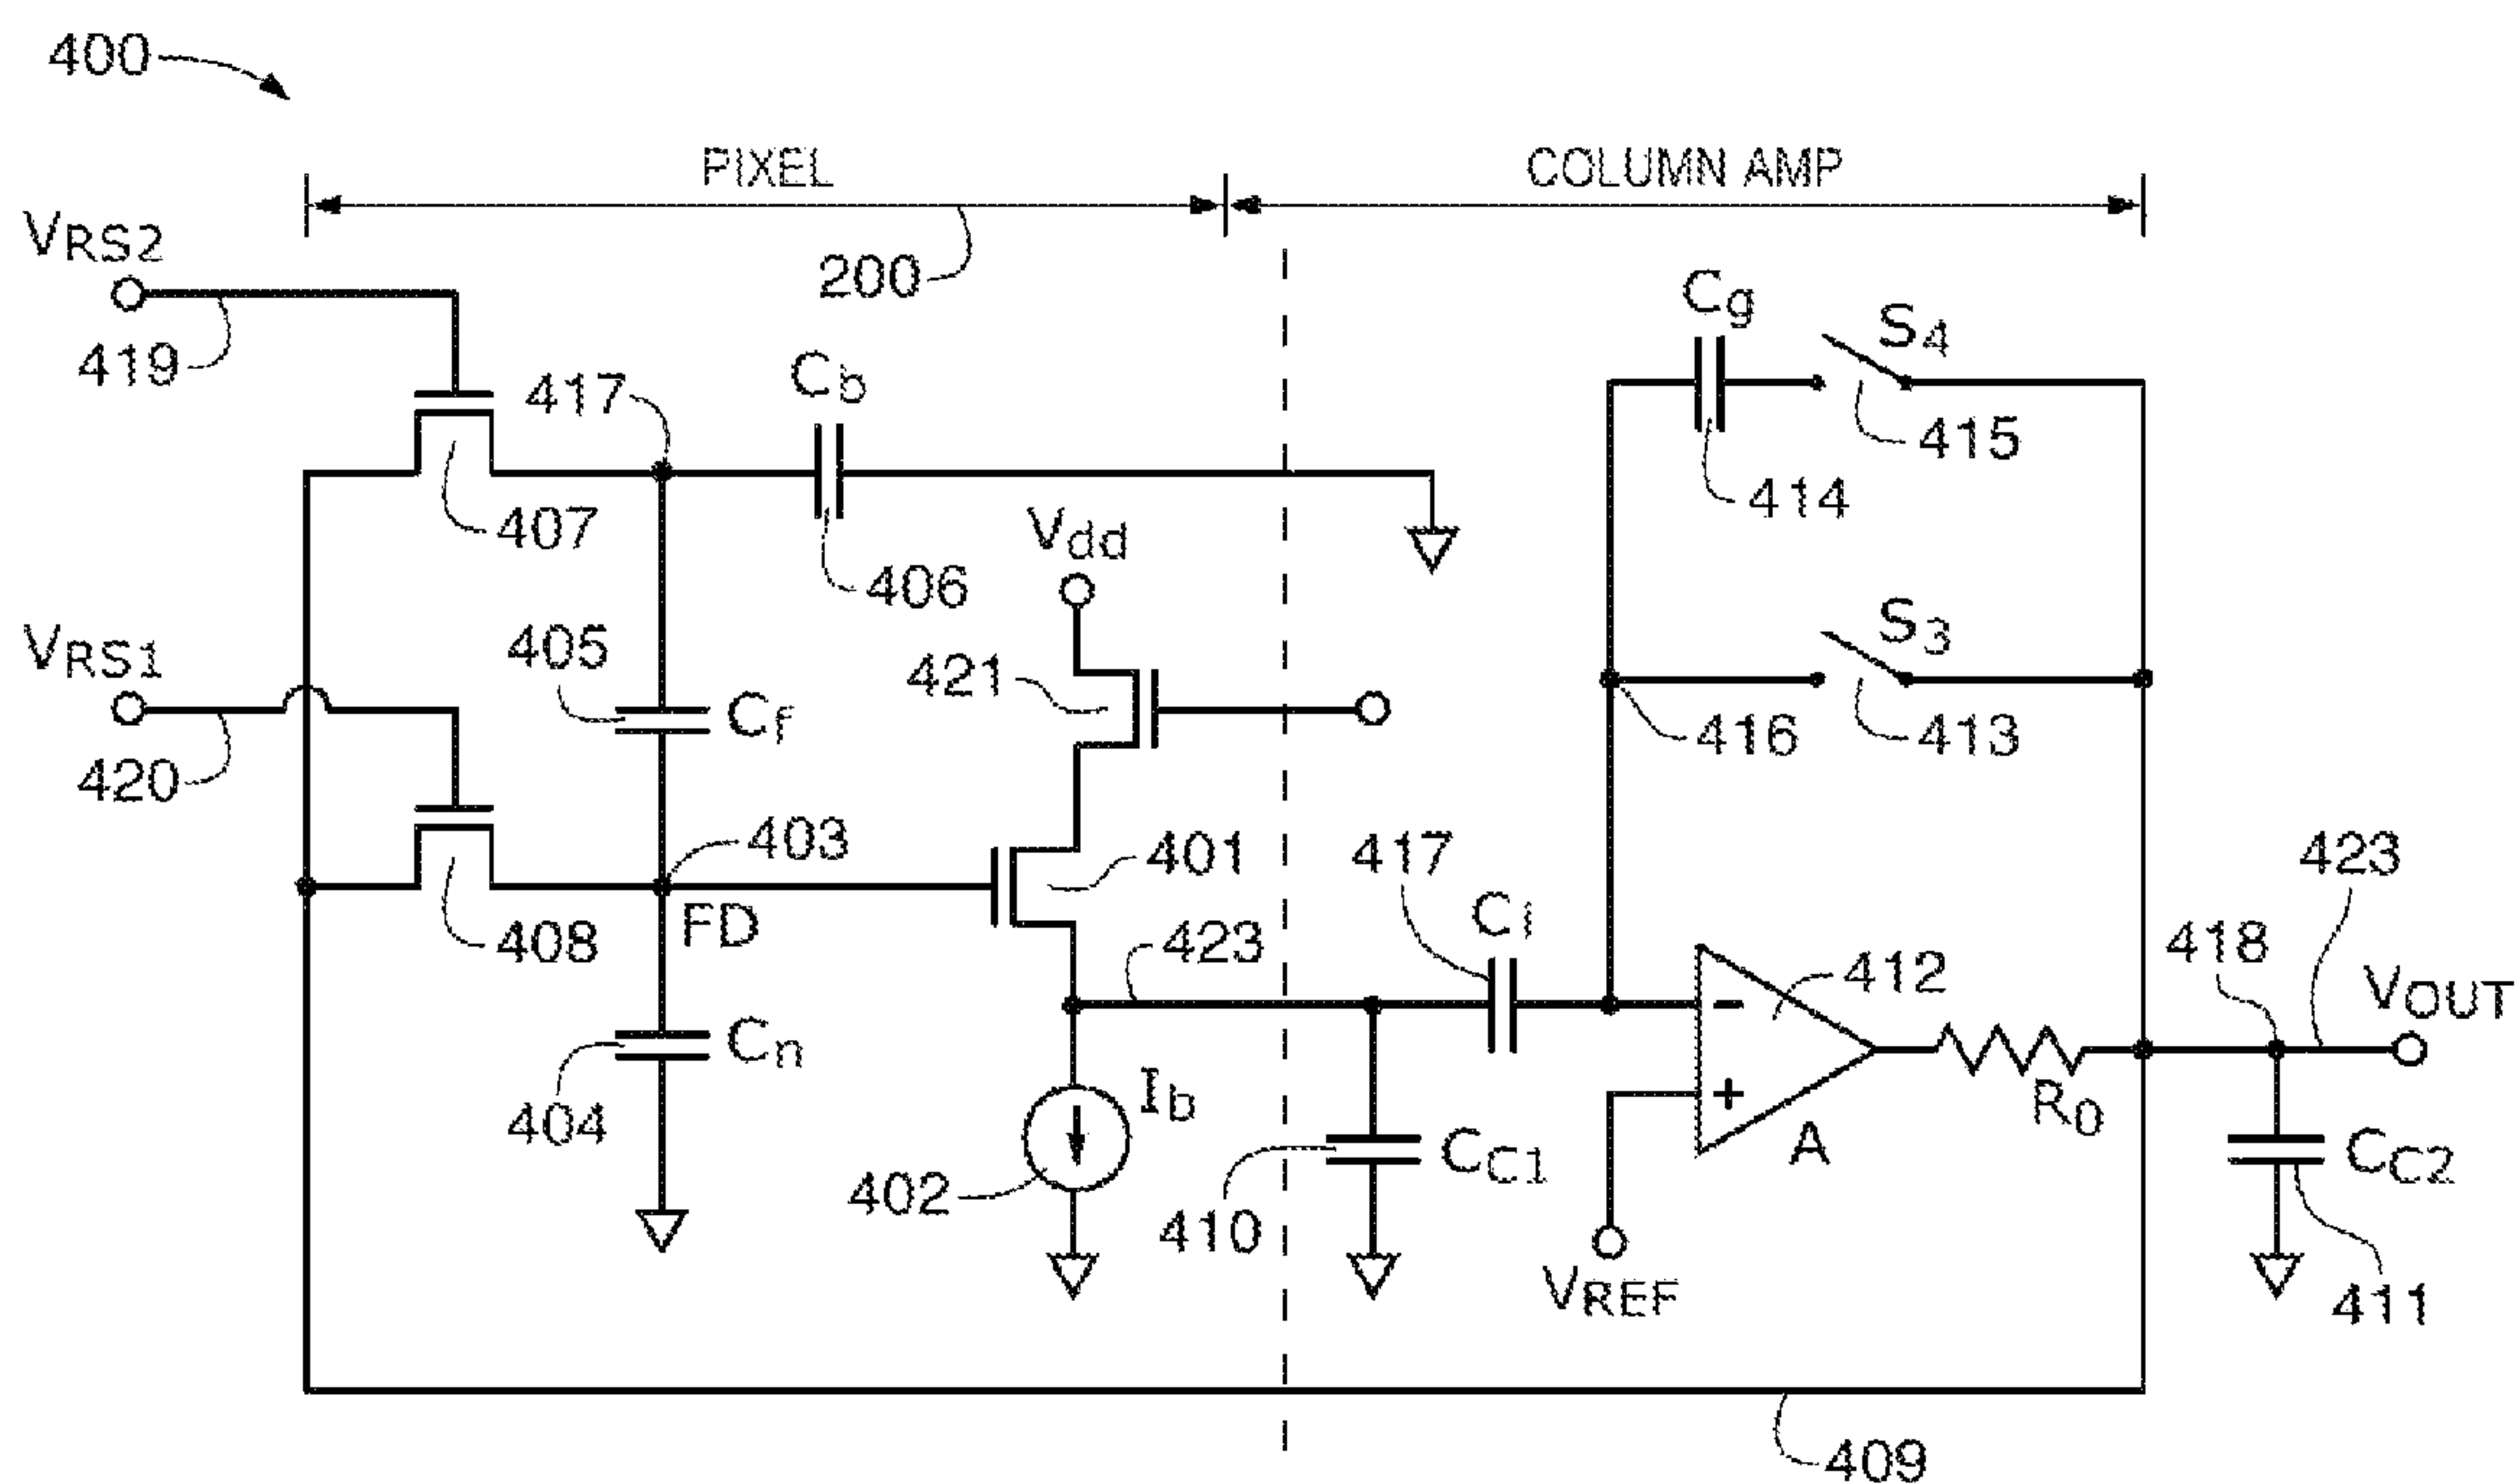 400
PIXEL
COLUMN AMP
200
VRS2
419
417
Cb
Cg
S4
415
414
407
406
Vdd
VRS1
405
Cf
421
S3
416
413
420
403
401
417
423
408
FD
423
Ci
412
418
VOUT
Cn
404
Ib
402
410
CC1
A
R0
CC2
VREF
411
409